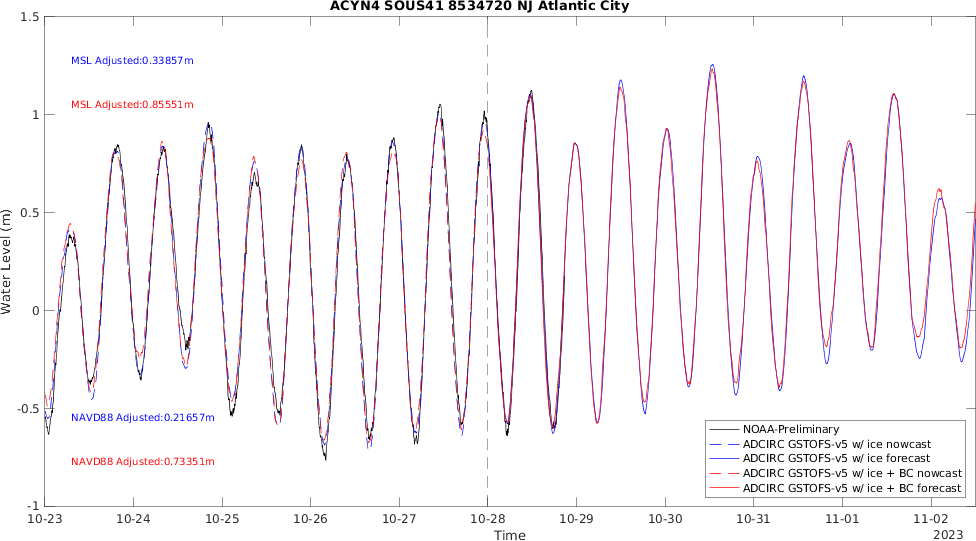 ACYN4 SOUS41 8534720 NJ Atlantic City
1.5
MSL Adjusted:0.33857m
MSL Adjusted:0.85551m
1
0.5
Water Level (m)
0
-0.5
NAVD88 Adjusted:0.21657m
NAVD88 Adjusted:0.73351m
-1
NOAA-Preliminary
ADCIRC GSTOFS-v5 w/ ice nowcast
ADCIRC GSTOFS-v5 w/ ice forecast
ADCIRC GSTOFS-v5 w/ ice + BC nowcast
ADCIRC GSTOFS-v5 w/ ice + BC forecast
10-23 10-24 10-25 10-26 10-27 10-28 10-29 10-30 10-31 11-01 11-02
Time
2023